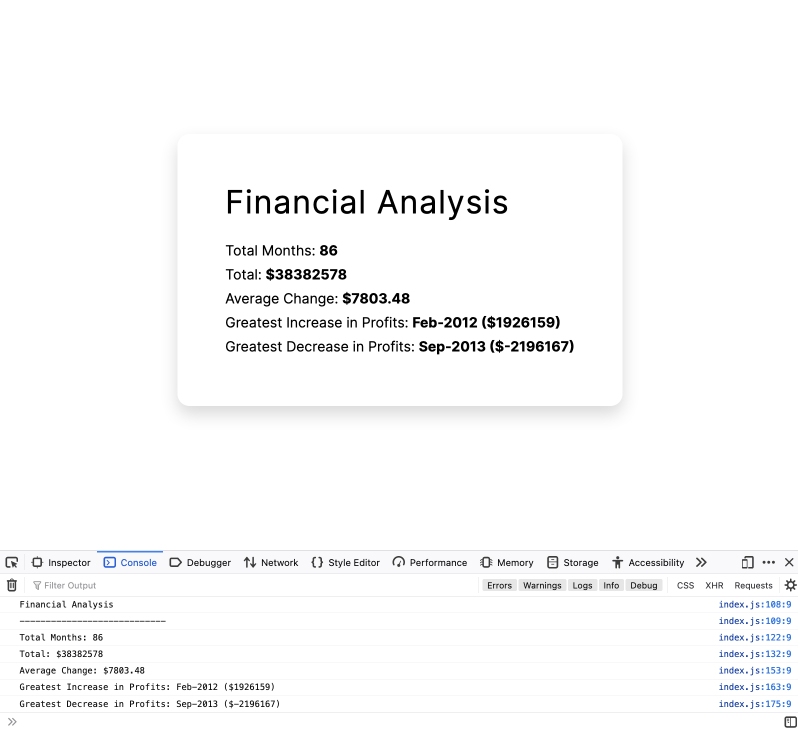 Financial Analysis
Total Months: 86
Total: $38382578
Average Change: $7803.48
Greatest Increase in Profits: Feb-2012 ($1926159)
Greatest Decrease in Profits: Sep-2013 ($-2196167)
Inspector Console Debugger Network Style Editor Performance Memory Storage Accessibility
Filter Output Errors Warnings Logs Info Debug CSS XHR Requests
Financial Analysis index.js:108:9
---------------------------- index.js:109:9
Total Months: 86 index.js:122:9
Total: $38382578 index.js:132:9
Average Change: $7803.48 index.js:153:9
Greatest Increase in Profits: Feb-2012 ($1926159) index.js:163:9
Greatest Decrease in Profits: Sep-2013 ($-2196167) index.js:175:9